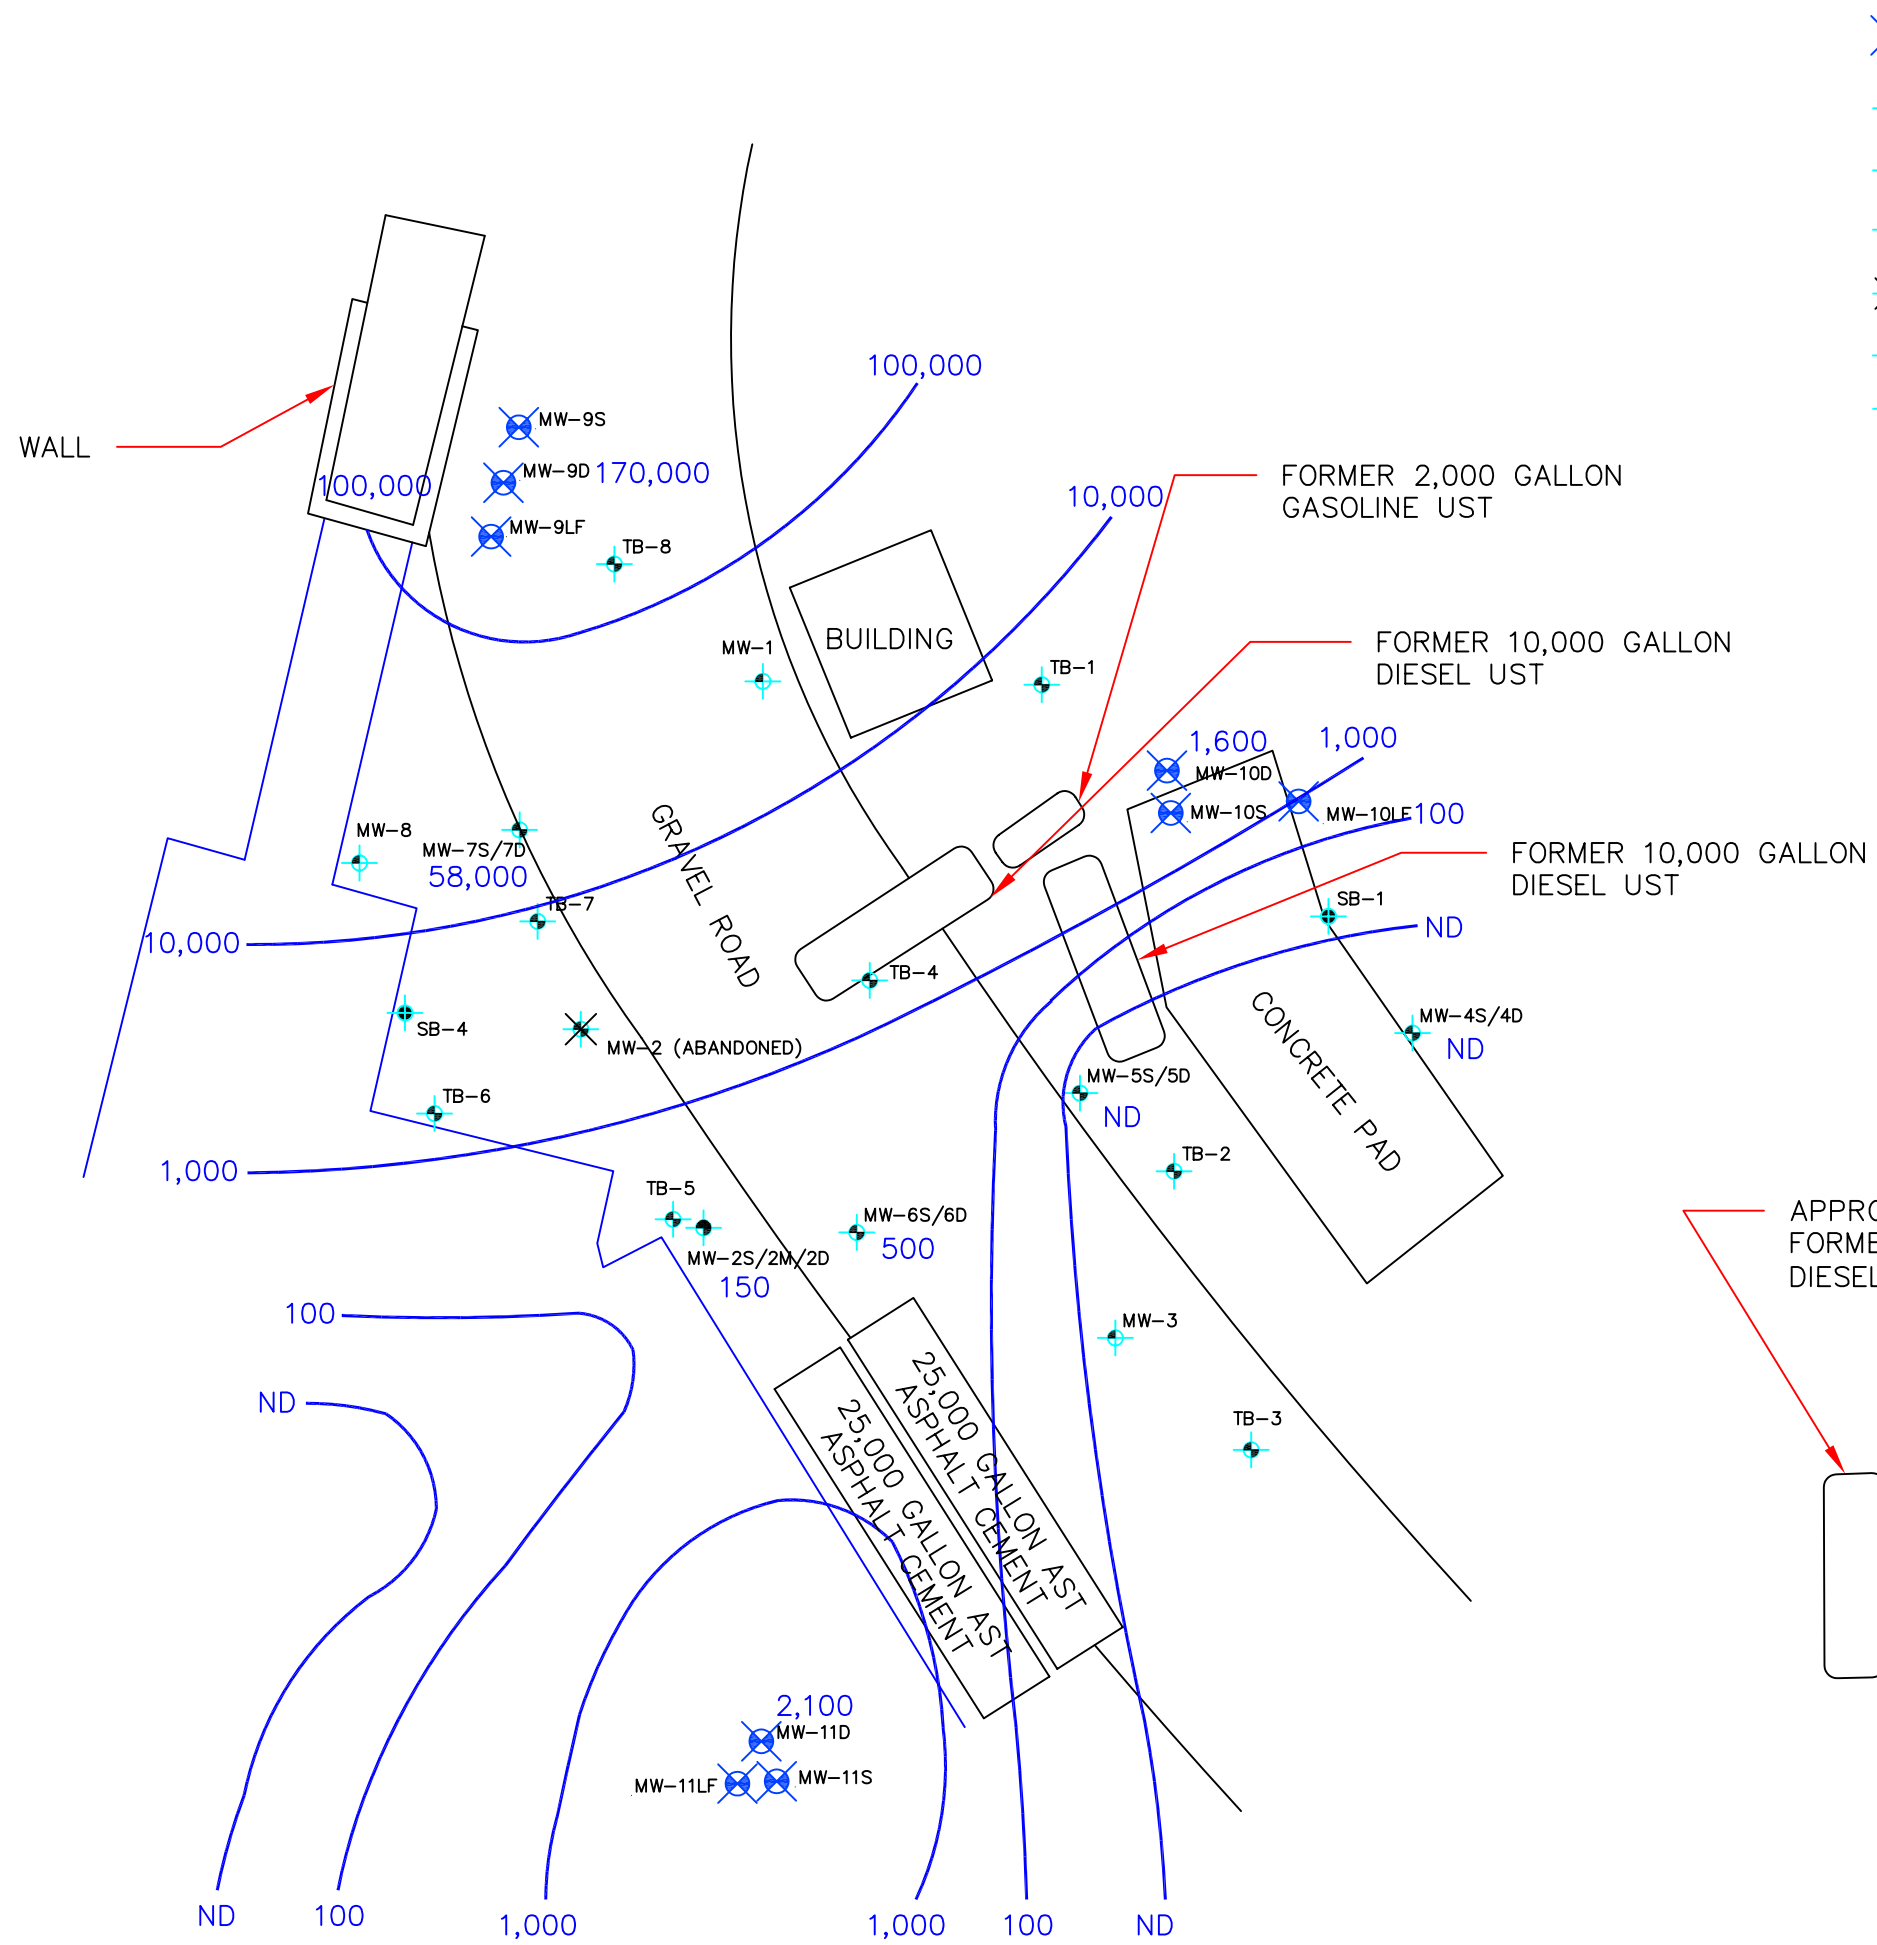 100,000
MW-9S
WALL
MW-9D 170,000
100,000
FORMER 2,000 GALLON
GASOLINE UST
10,000
MW-9LF
TB-8
BUILDING
MW-1
TB-1
FORMER 10,000 GALLON
DIESEL UST
1,600
1,000
MW-10D
MW-10S
MW-10LF
100
MW-8
MW-7S/7D
58,000
GRAVEL ROAD
FORMER 10,000 GALLON
DIESEL UST
TB-7
SB-1
ND
10,000
TB-4
SB-4
MW-2 (ABANDONED)
CONCRETE PAD
MW-4S/4D
ND
TB-6
MW-5S/5D
ND
1,000
TB-2
TB-5
MW-6S/6D
500
MW-2S/2M/2D
150
APPRO
FORME
DIESEL
100
MW-3
ND
25,000 GALLON AST
ASPHALT CEMENT
25,000 GALLON AST
ASPHALT CEMENT
TB-3
2,100
MW-11D
MW-11LF
MW-11S
ND
100
1,000
1,000
100
ND